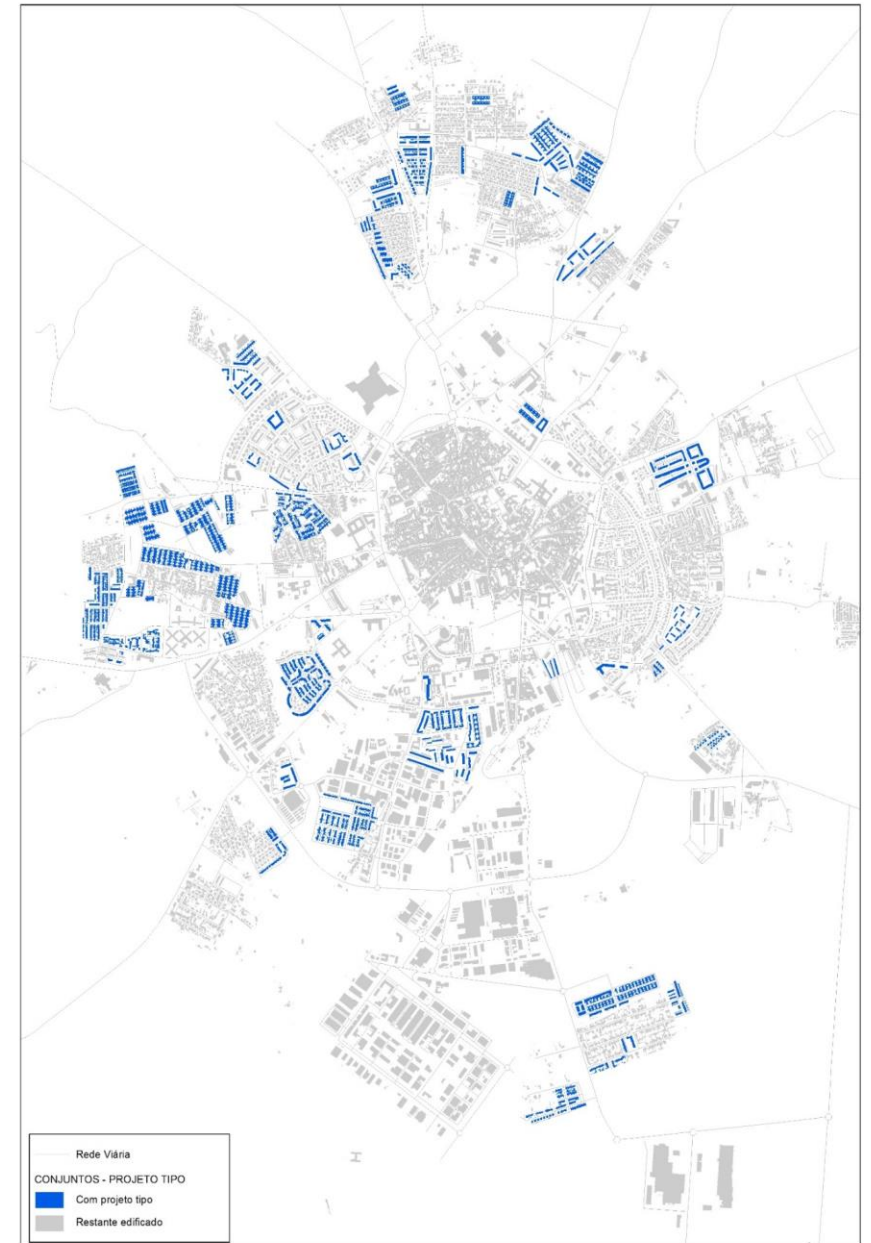 Rede Viária
CONJUNTOS - PROJETO TIPO
Com projeto tipo
Restante edificado